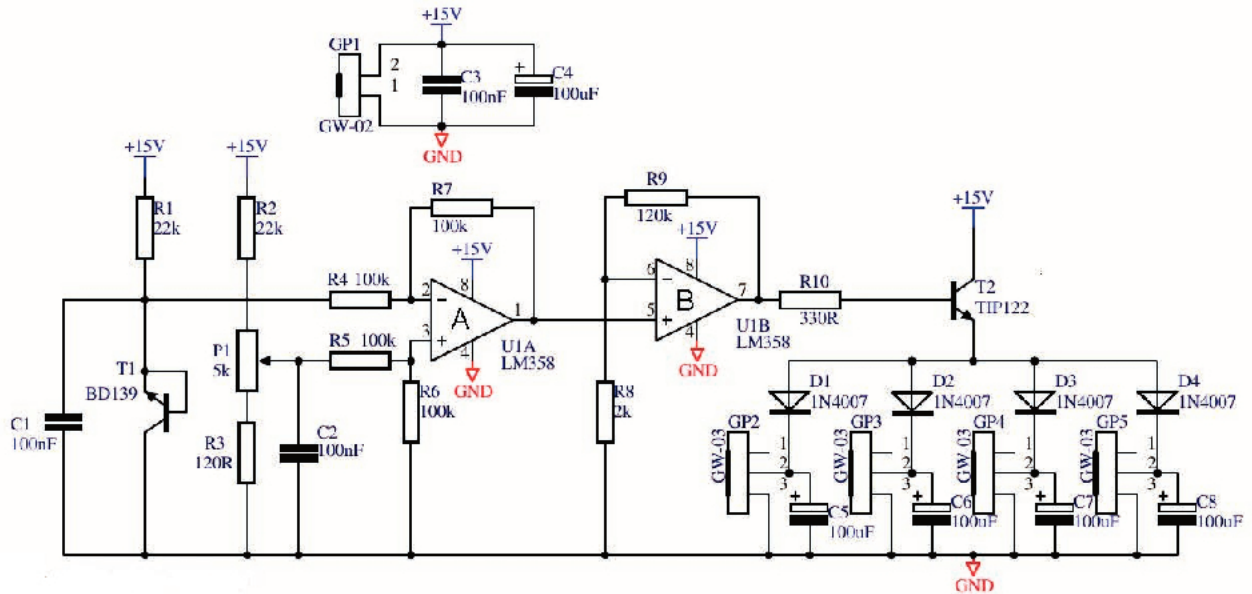 +15V
GP1
2
1
GW-02
C3
100nF
+
C4
100uF
GND
+15V
R1
22k
+15V
R2
22k
R7
100k
+15V
R4 100k
2
8
−
A
1
3
+
4
U1A
LM358
GND
R5 100k
R6
100k
T1
BD139
P1
5k
C1
100nF
R3
120R
C2
100nF
R9
120k
+15V
6
8
−
B
7
5
+
4
U1B
LM358
GND
R8
2k
R10
330R
+15V
T2
TIP122
D1
1N4007
D2
1N4007
D3
1N4007
D4
1N4007
GP2
GW-03
1
2
3
+
C5
100uF
GP3
GW-03
1
2
3
+
C6
100uF
GP4
GW-03
1
2
3
+
C7
100uF
GP5
GW-03
1
2
3
+
C8
100uF
GND